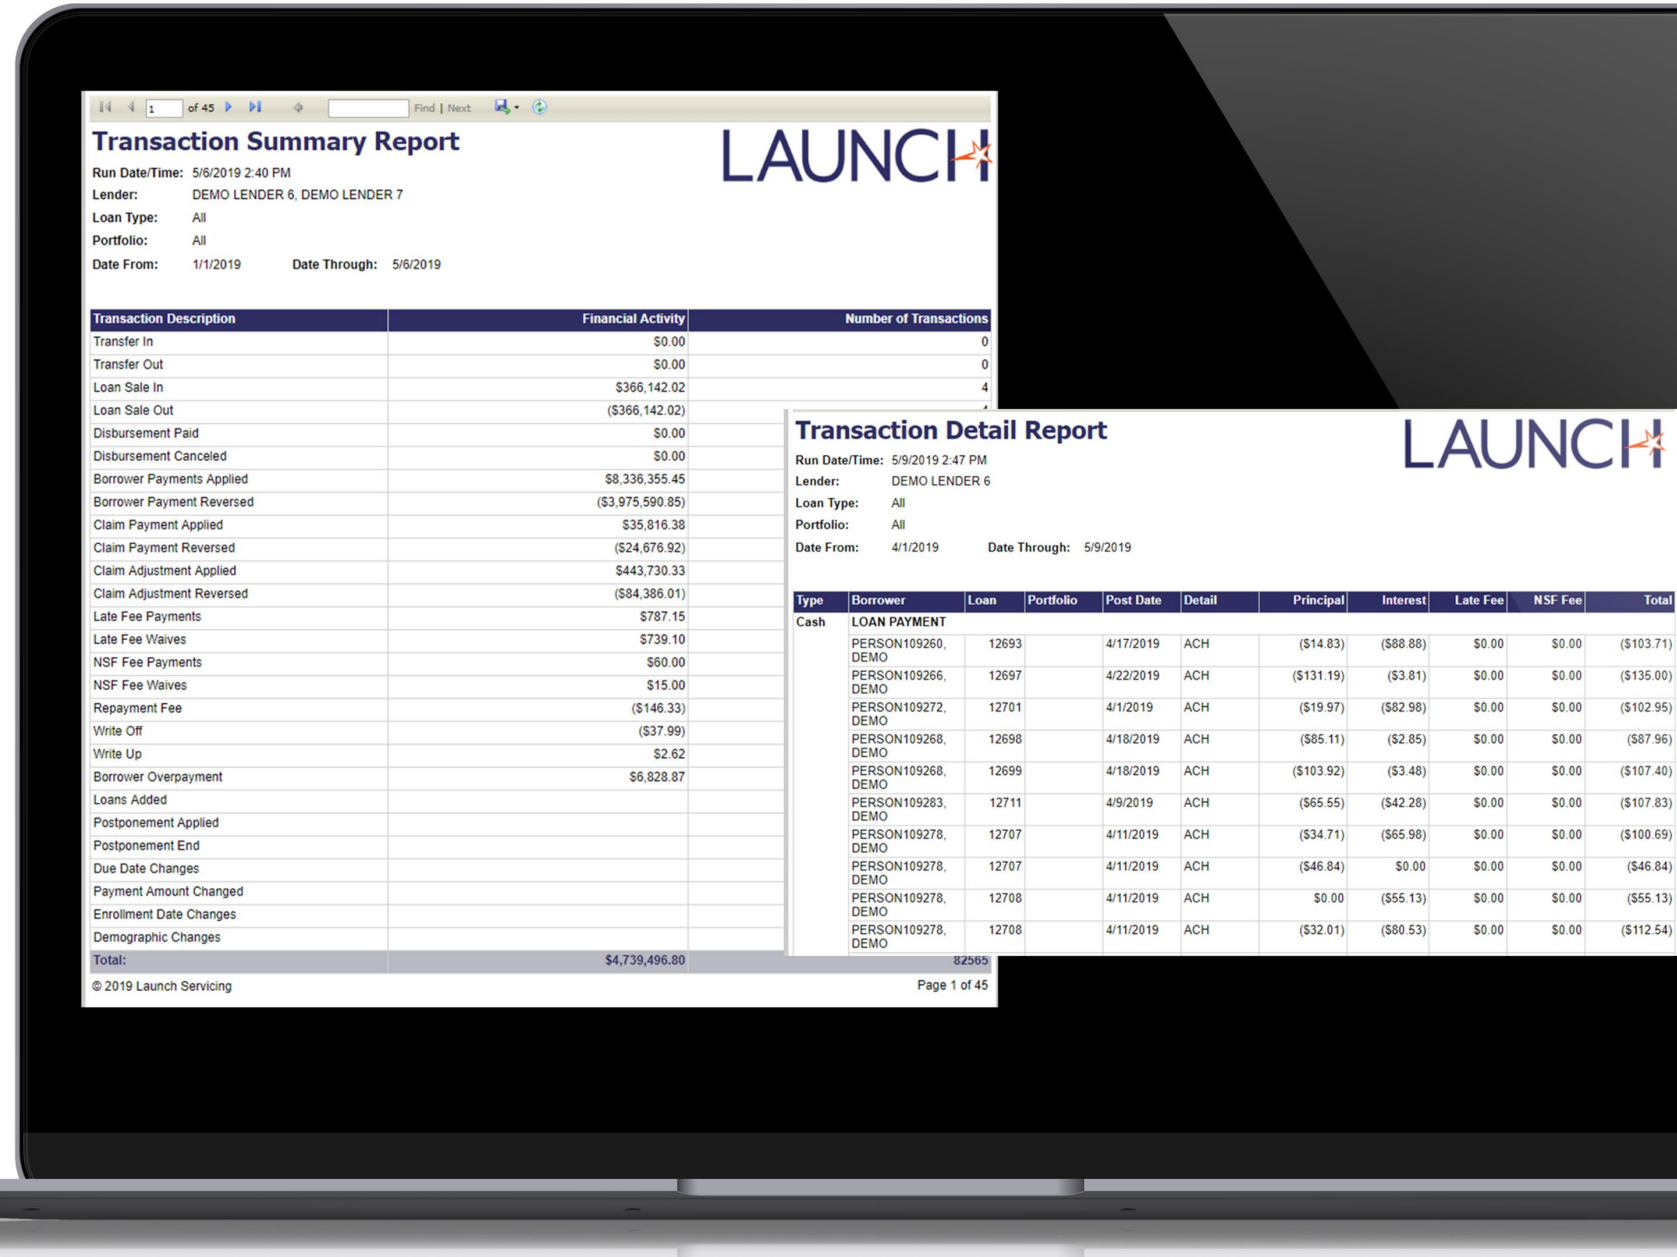 1 of 45 Find | Next
Transaction Summary Report
LAUNCH
Run Date/Time: 5/6/2019 2:40 PM
Lender: DEMO LENDER 6, DEMO LENDER 7
Loan Type: All
Portfolio: All
Date From: 1/1/2019 Date Through: 5/6/2019
Transaction Description Financial Activity Number of Transactions
Transfer In $0.00 0
Transfer Out $0.00 0
Loan Sale In $366,142.02 4
Loan Sale Out ($366,142.02)
Disbursement Paid $0.00
Disbursement Canceled $0.00
Borrower Payments Applied $8,336,355.45
Borrower Payment Reversed ($3,975,590.85)
Claim Payment Applied $35,816.38
Claim Payment Reversed ($24,676.92)
Claim Adjustment Applied $443,730.33
Claim Adjustment Reversed ($84,386.01)
Late Fee Payments $787.15
Late Fee Waives $739.10
NSF Fee Payments $60.00
NSF Fee Waives $15.00
Repayment Fee ($146.33)
Write Off ($37.99)
Write Up $2.62
Borrower Overpayment $6,828.87
Loans Added
Postponement Applied
Postponement End
Due Date Changes
Payment Amount Changed
Enrollment Date Changes
Demographic Changes
Total: $4,739,496.80 82565
© 2019 Launch Servicing Page 1 of 45
Transaction Detail Report
LAUNCH
Run Date/Time: 5/9/2019 2:47 PM
Lender: DEMO LENDER 6
Loan Type: All
Portfolio: All
Date From: 4/1/2019 Date Through: 5/9/2019
Type Borrower Loan Portfolio Post Date Detail Principal Interest Late Fee NSF Fee Total
Cash LOAN PAYMENT
PERSON109260, 12693 4/17/2019 ACH ($14.83) ($88.88) $0.00 $0.00 ($103.71)
DEMO
PERSON109266, 12697 4/22/2019 ACH ($131.19) ($3.81) $0.00 $0.00 ($135.00)
DEMO
PERSON109272, 12701 4/1/2019 ACH ($19.97) ($82.98) $0.00 $0.00 ($102.95)
DEMO
PERSON109268, 12698 4/18/2019 ACH ($85.11) ($2.85) $0.00 $0.00 ($87.96)
DEMO
PERSON109268, 12699 4/18/2019 ACH ($103.92) ($3.48) $0.00 $0.00 ($107.40)
DEMO
PERSON109283, 12711 4/9/2019 ACH ($65.55) ($42.28) $0.00 $0.00 ($107.83)
DEMO
PERSON109278, 12707 4/11/2019 ACH ($34.71) ($65.98) $0.00 $0.00 ($100.69)
DEMO
PERSON109278, 12707 4/11/2019 ACH ($46.84) $0.00 $0.00 $0.00 ($46.84)
DEMO
PERSON109278, 12708 4/11/2019 ACH $0.00 ($55.13) $0.00 $0.00 ($55.13)
DEMO
PERSON109278, 12708 4/11/2019 ACH ($32.01) ($80.53) $0.00 $0.00 ($112.54)
DEMO